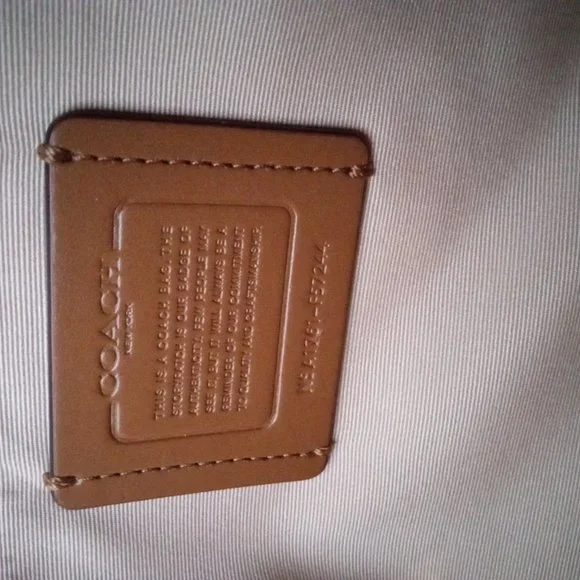 COACH
NEW YORK
THIS IS A COACH BAG. THE
STORYPATCH IS OUR BADGE OF
AUTHENTICITY. FEW PEOPLE MAY
SEE IT BUT IT WILL ALWAYS BE A
REMINDER OF OUR COMMITMENT
TO QUALITY AND CRAFTSMANSHIP.